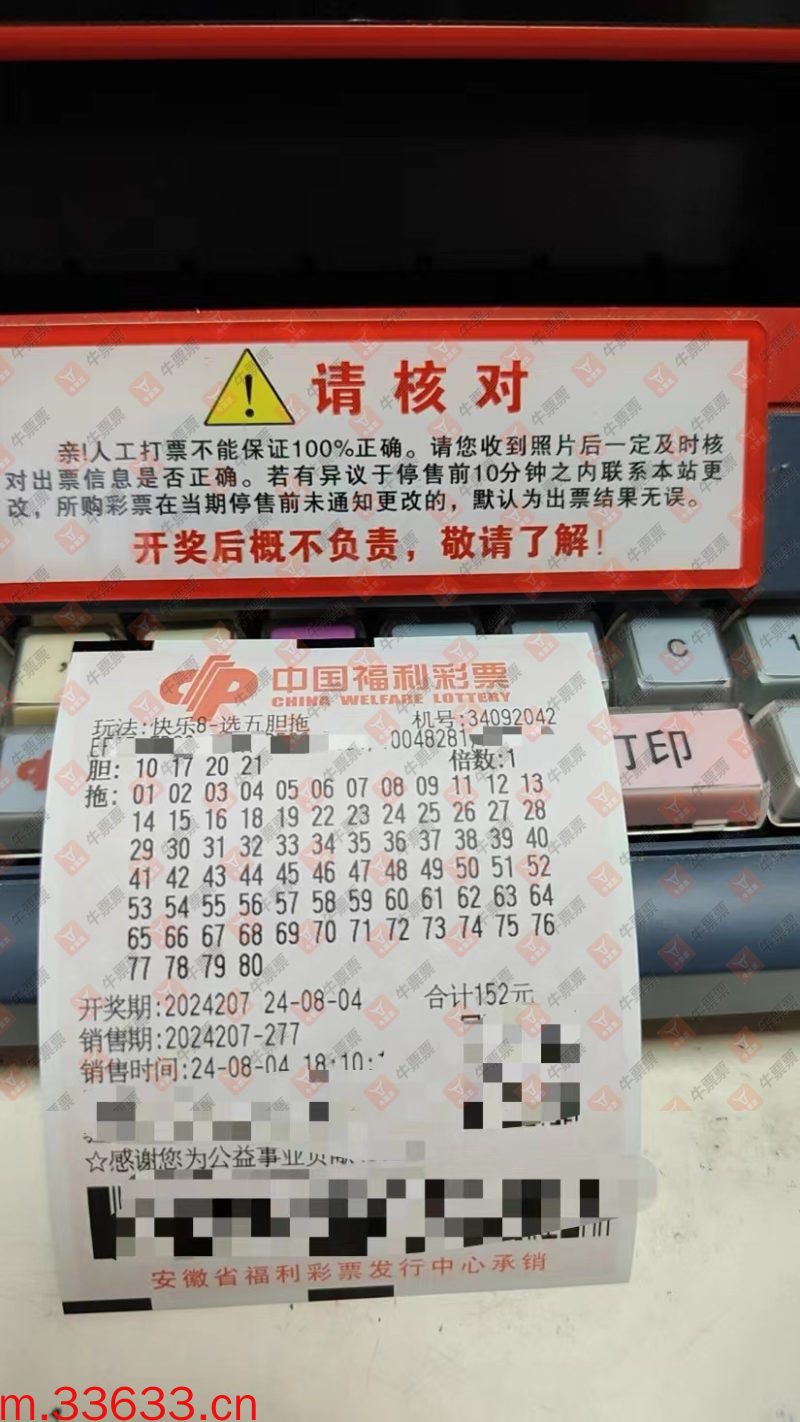 请核对
亲!人工打票不能保证100%正确。请您收到照片后一定及时核
对出票信息是否正确。若有异议于停售前10分钟之内联系本站更
改，所购彩票在当期停售前未通知更改的，默认为出票结果无误。
开奖后概不负责，敬请了解!
C
打印
中国福利彩票
CHINA WELFARE LOTTERY
玩法:快乐8-选五胆拖 机号:34092042
倍数:1
胆: 10 17 20 21
拖: 01 02 03 04 05 06 07 08 09 11 12 13
14 15 16 18 19 22 23 24 25 26 27 28
29 30 31 32 33 34 35 36 37 38 39 40
41 42 43 44 45 46 47 48 49 50 51 52
53 54 55 56 57 58 59 60 61 62 63 64
65 66 67 68 69 70 71 72 73 74 75 76
77 78 79 80
开奖期:2024207 24-08-04 合计152元
销售期:2024207-277
销售时间:24-08-04 18:10:
☆感谢您为公益事业贡献
安徽省福利彩票发行中心承销
牛票票
m.33633.cn